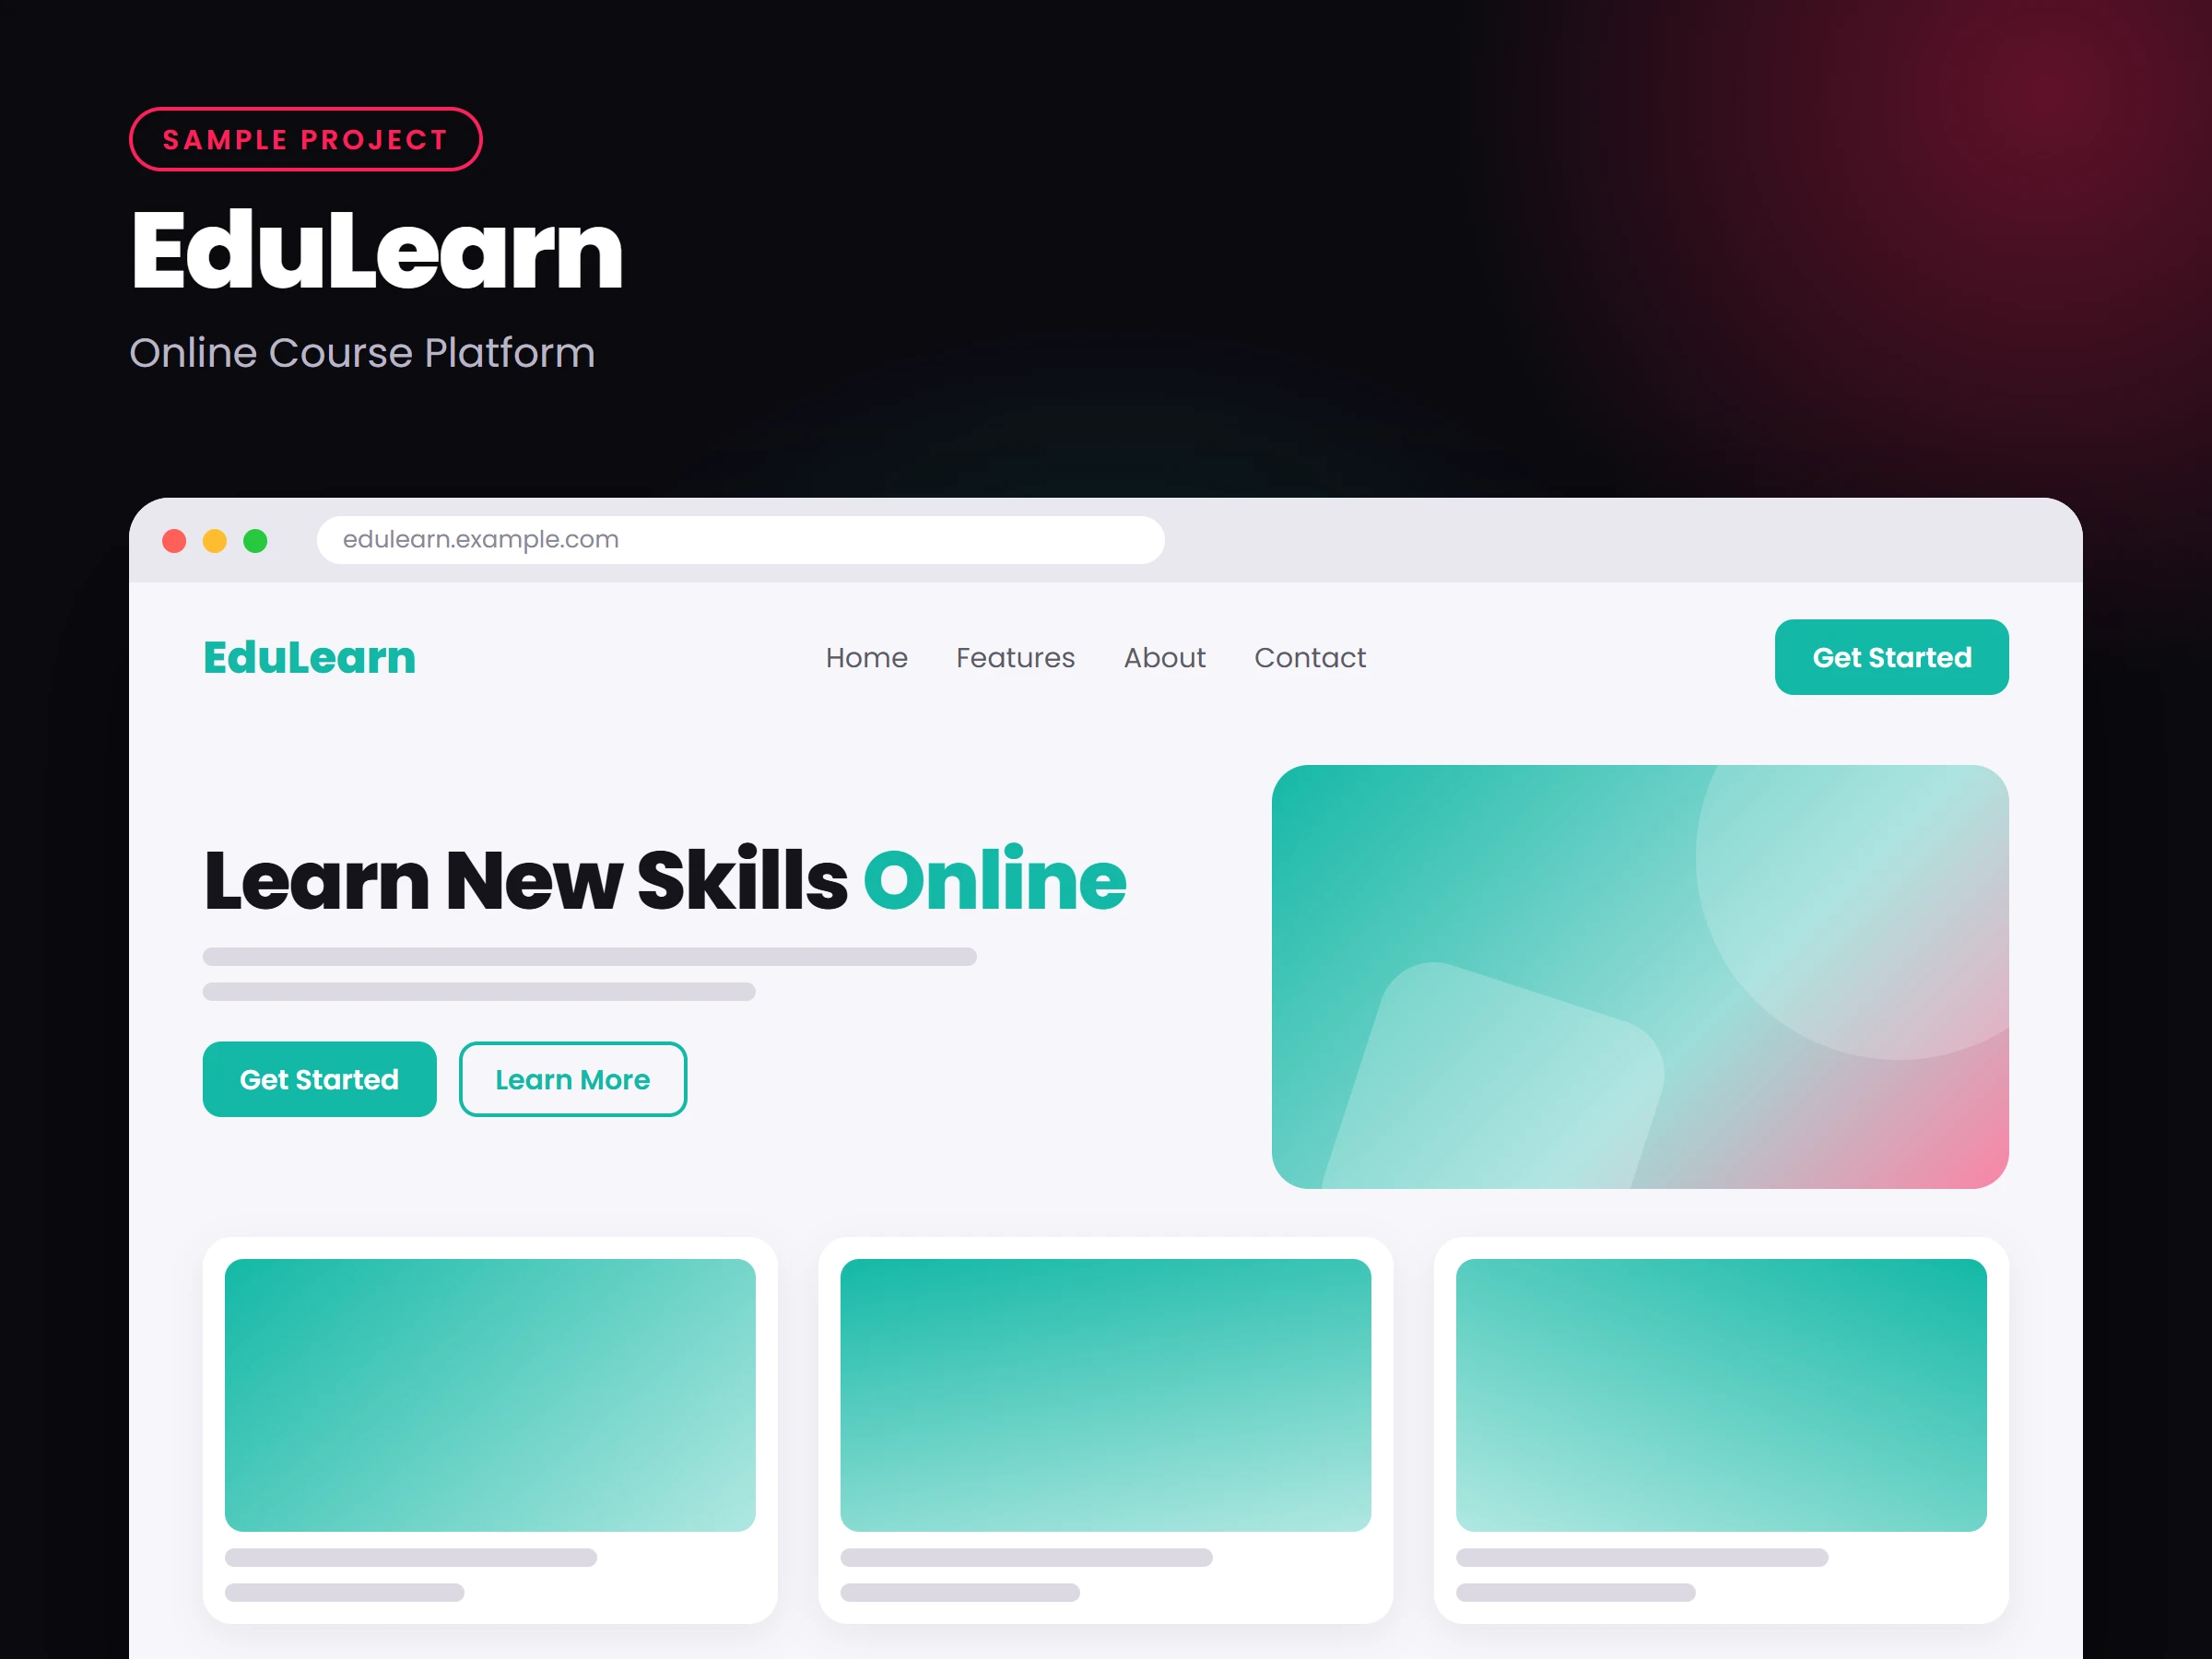 SAMPLE PROJECT
EduLearn
Online Course Platform
edulearn.example.com
EduLearn Home Features About Contact Get Started
Learn New Skills Online
Get Started Learn More